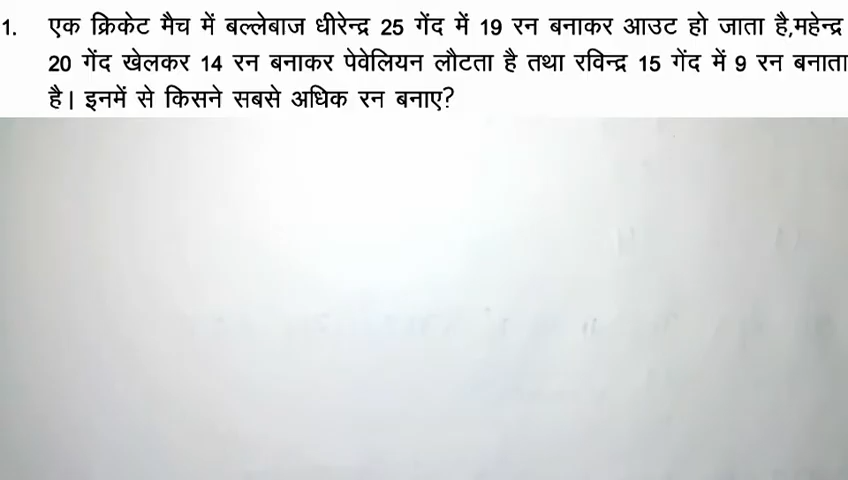 1. एक क्रिकेट मैच में बल्लेबाज धीरेन्द्र 25 गेंद में 19 रन बनाकर आउट हो जाता है,महेन्द्र
20 गेंद खेलकर 14 रन बनाकर पेवेलियन लौटता है तथा रविन्द्र 15 गेंद में 9 रन बनाता
है। इनमें से किसने सबसे अधिक रन बनाए?